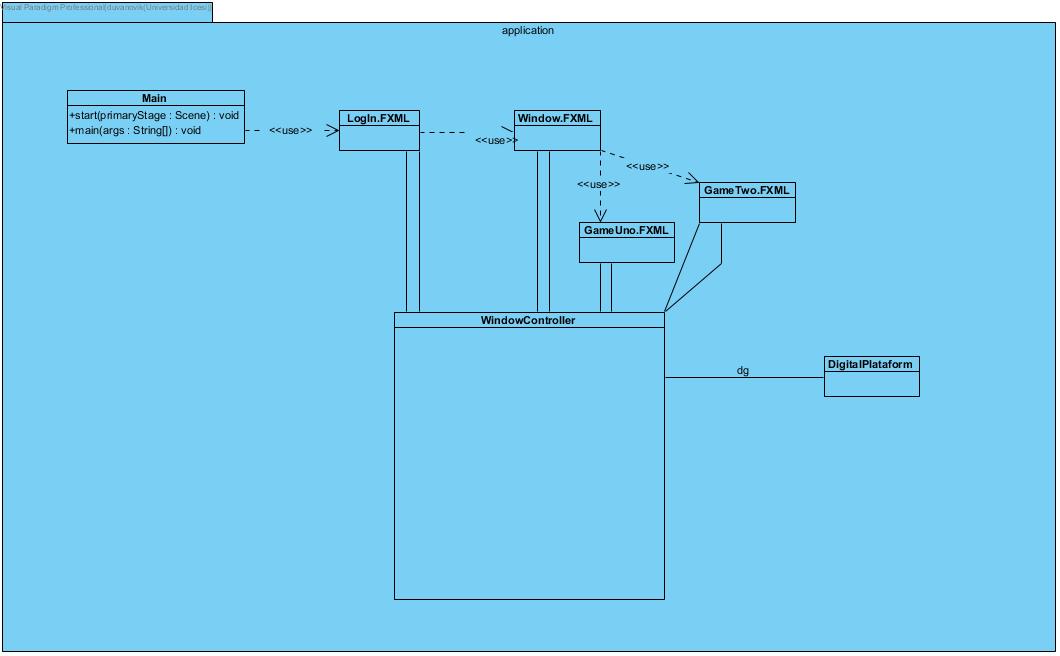 Visual Paradigm Professional(duvanovik(Universidad Icesi))
application
Main
+start(primaryStage : Scene) : void
+main(args : String[]) : void
<<use>>
LogIn.FXML
<<use>>
Window.FXML
<<use>>
<<use>>
GameTwo.FXML
GameUno.FXML
WindowController
dg
DigitalPlataform